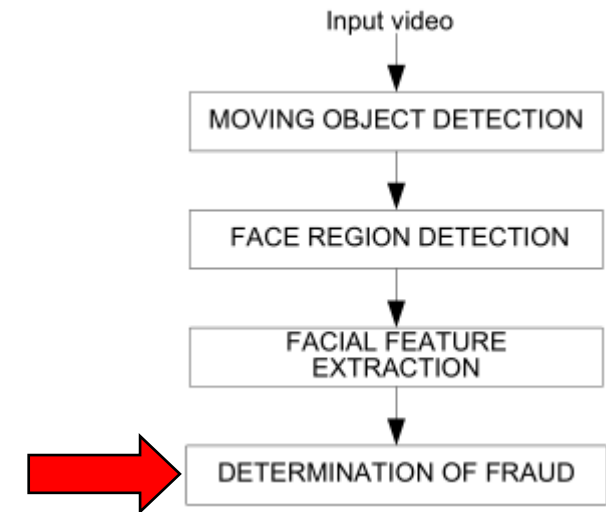 Input video
MOVING OBJECT DETECTION
FACE REGION DETECTION
FACIAL FEATURE
EXTRACTION
DETERMINATION OF FRAUD